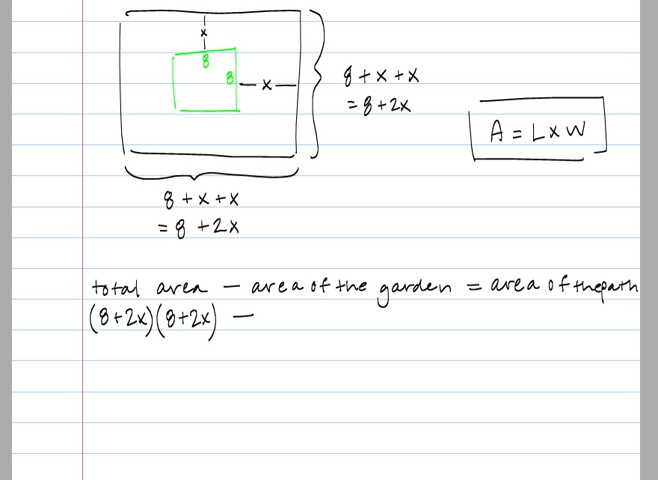 x
8
8
x
8 + x + x
= 8 + 2x
A = L x W
8 + x + x
= 8 + 2x
total area - area of the garden = area of the path
(8+2x)(8+2x) -